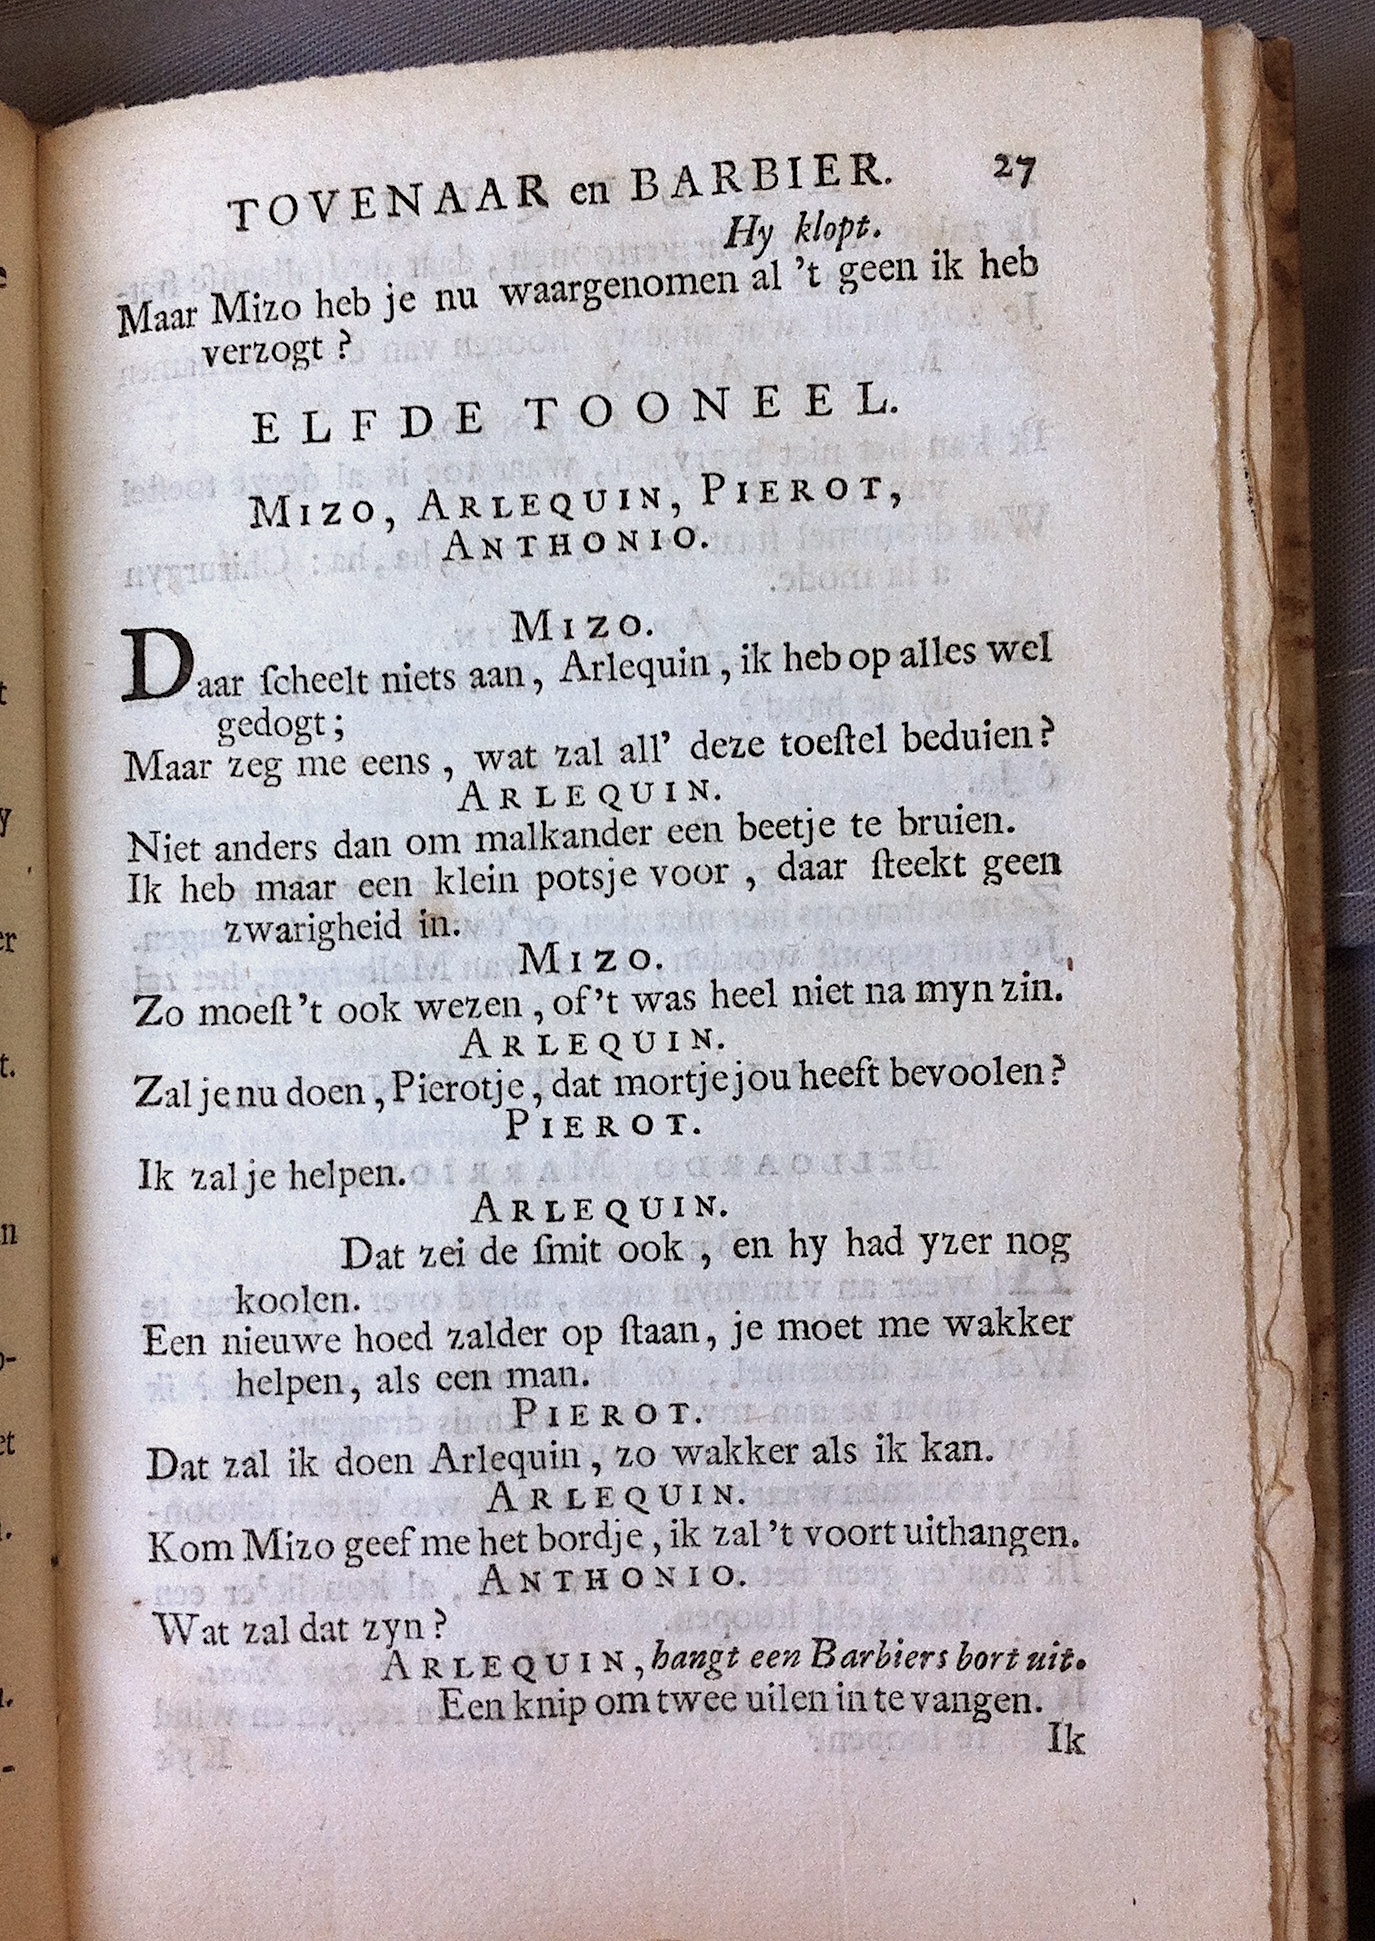 TOVENAAR en BARBIER. 27
Hy klopt.
Maar Mizo heb je nu waargenomen al 't geen ik heb
verzogt ?
ELFDE TOONEEL.
MIZO, ARLEQUIN, PIEROT,
ANTHONIO.
MIZO.
Daar ſcheelt niets aan, Arlequin, ik heb op alles wel
gedogt ;
Maar zeg me eens, wat zal all' deze toeſtel beduien ?
ARLEQUIN.
Niet anders dan om malkander een beetje te bruien.
Ik heb maar een klein potsje voor, daar ſteekt geen
zwarigheid in.
MIZO.
Zo moeſt 't ook wezen, of 't was heel niet na myn zin.
ARLEQUIN.
Zal je nu doen, Pierotje, dat mortje jou heeft bevoolen ?
PIEROT.
Ik zal je helpen.
ARLEQUIN.
Dat zei de ſmit ook, en hy had yzer nog
koolen.
Een nieuwe hoed zalder op ſtaan, je moet me wakker
helpen, als een man.
PIEROT.
Dat zal ik doen Arlequin, zo wakker als ik kan.
ARLEQUIN.
Kom Mizo geef me het bordje, ik zal 't voort uithangen.
ANTHONIO.
Wat zal dat zyn ?
ARLEQUIN, hangt een Barbiers bort uit.
Een knip om twee uilen in te vangen.
Ik